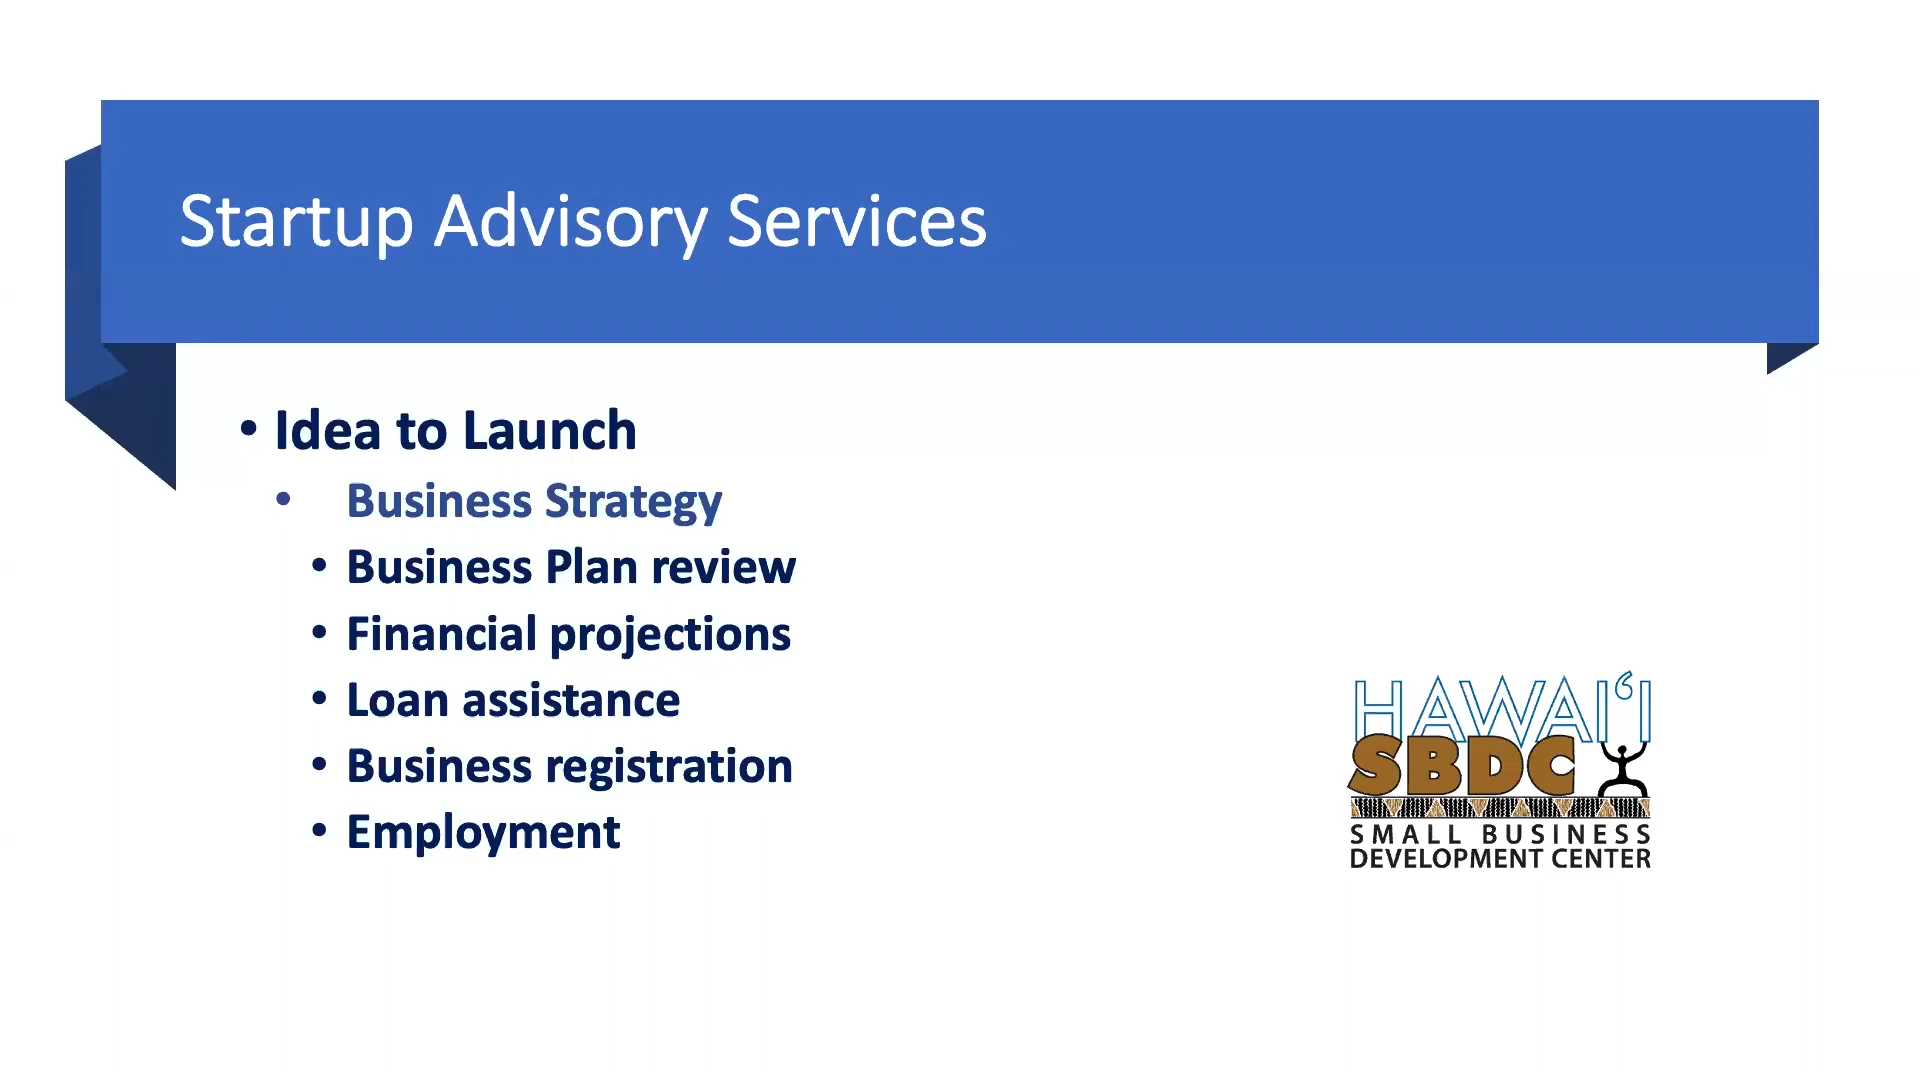 Startup Advisory Services
• Idea to Launch
• Business Strategy
• Business Plan review
• Financial projections
• Loan assistance
• Business registration
• Employment
HAWAIʻI
SBDC
SMALL BUSINESS
DEVELOPMENT CENTER